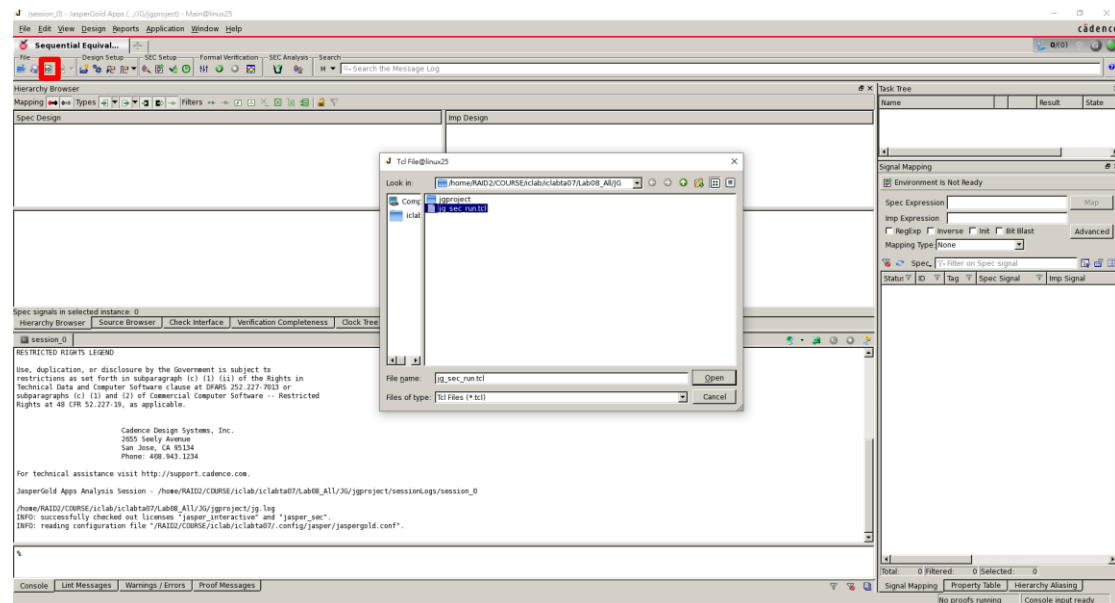 (session_0) - JasperGold Apps (../JG/jgproject) - Main@linux25
File Edit View Design Reports Application Window Help
cādence
Sequential Equival...
0/(0)
File Design Setup SEC Setup Formal Verification SEC Analysis Search
Search the Message Log
Hierarchy Browser
Mapping Types Filters
Spec Design
Imp Design
Spec signals in selected instance: 0
Hierarchy Browser Source Browser Check Interface Verification Completeness Clock Tree
session_0
RESTRICTED RIGHTS LEGEND
Use, duplication, or disclosure by the Government is subject to
restrictions as set forth in subparagraph (c) (1) (ii) of the Rights in
Technical Data and Computer Software clause at DFARS 252.227-7013 or
subparagraphs (c) (1) and (2) of Commercial Computer Software -- Restricted
Rights at 48 CFR 52.227-19, as applicable.
Cadence Design Systems, Inc.
2655 Seely Avenue
San Jose, CA 95134
Phone: 408.943.1234
For technical assistance visit http://support.cadence.com.
JasperGold Apps Analysis Session - /home/RAID2/COURSE/iclab/iclabta07/Lab08_All/JG/jgproject/sessionLogs/session_0
/home/RAID2/COURSE/iclab/iclabta07/Lab08_All/JG/jgproject/jg.log
INFO: successfully checked out licenses "jasper_interactive" and "jasper_sec".
INFO: reading configuration file "/RAID2/COURSE/iclab/iclabta07/.config/jasper/jaspergold.conf".
%
Console Lint Messages Warnings / Errors Proof Messages
Tcl File@linux25
Look in: /home/RAID2/COURSE/iclab/iclabta07/Lab08_All/JG
Comp
iclab
jgproject
jg_sec_run.tcl
File name: jg_sec_run.tcl Open
Files of type: Tcl Files (*.tcl) Cancel
Task Tree
Name Result State
Signal Mapping
Environment Is Not Ready
Spec Expression Map
Imp Expression
RegExp Inverse Init Bit Blast Advanced
Mapping Type: None
Spec. Filter on Spec signal
Status ID Tag Spec Signal Imp Signal
Total: 0 Filtered: 0 Selected: 0
Signal Mapping Property Table Hierarchy Aliasing
No proofs running Console input ready